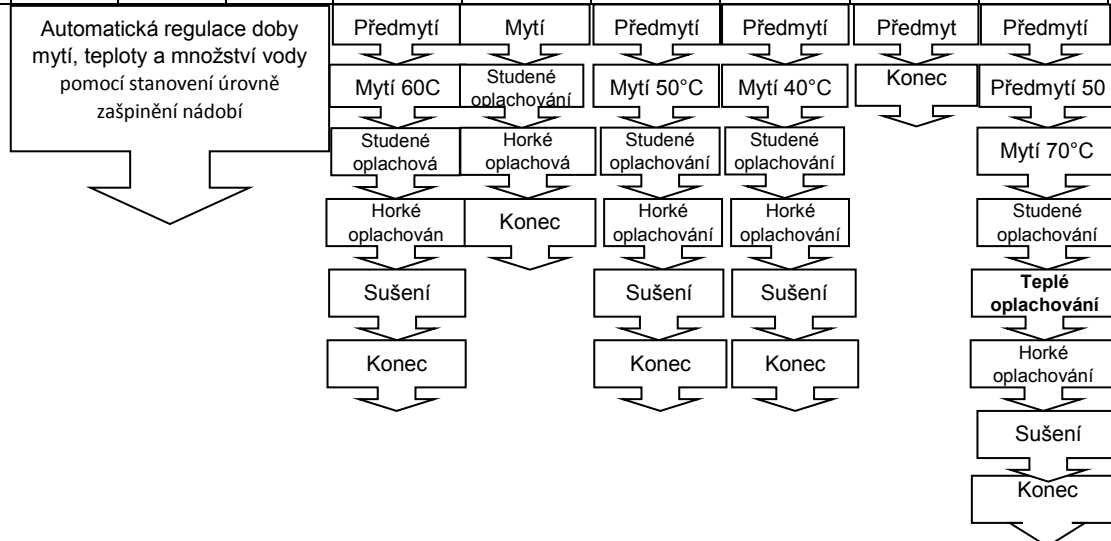 Automatická regulace doby
mytí, teploty a množství vody
pomocí stanovení úrovně
zašpinění nádobí
Předmytí
Mytí 60C
Studené
oplachová
Horké
oplachován
Sušení
Konec
Mytí
Studené
oplachování
Horké
oplachová
Konec
Předmytí
Mytí 50°C
Studené
oplachování
Horké
oplachování
Sušení
Konec
Předmytí
Mytí 40°C
Studené
oplachování
Horké
oplachování
Sušení
Konec
Předmyt
Konec
Předmytí
Předmytí 50
Mytí 70°C
Studené
oplachování
Teplé
oplachování
Horké
oplachování
Sušení
Konec